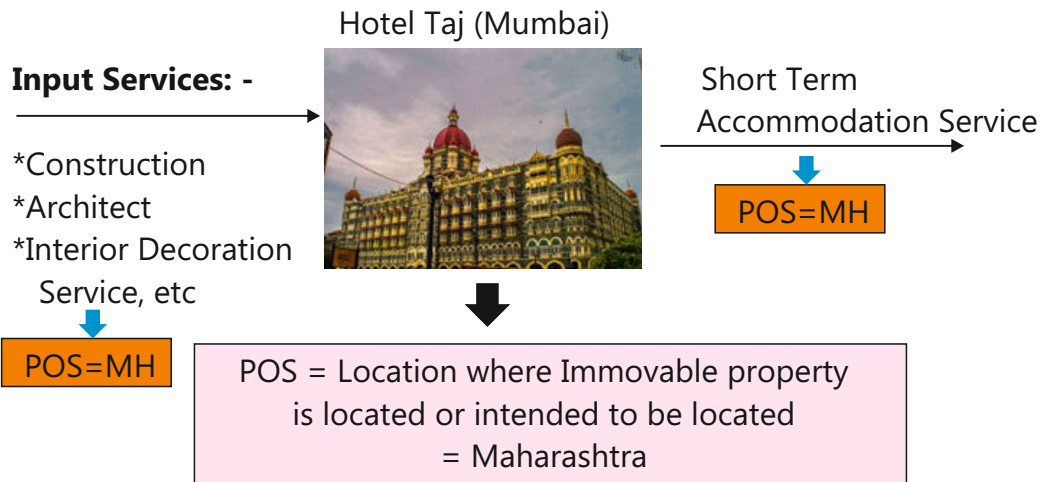 Hotel Taj (Mumbai)
Input Services: -
*Construction
*Architect
*Interior Decoration
Service, etc
POS=MH
Short Term
Accommodation Service
POS=MH
POS = Location where Immovable property
is located or intended to be located
= Maharashtra